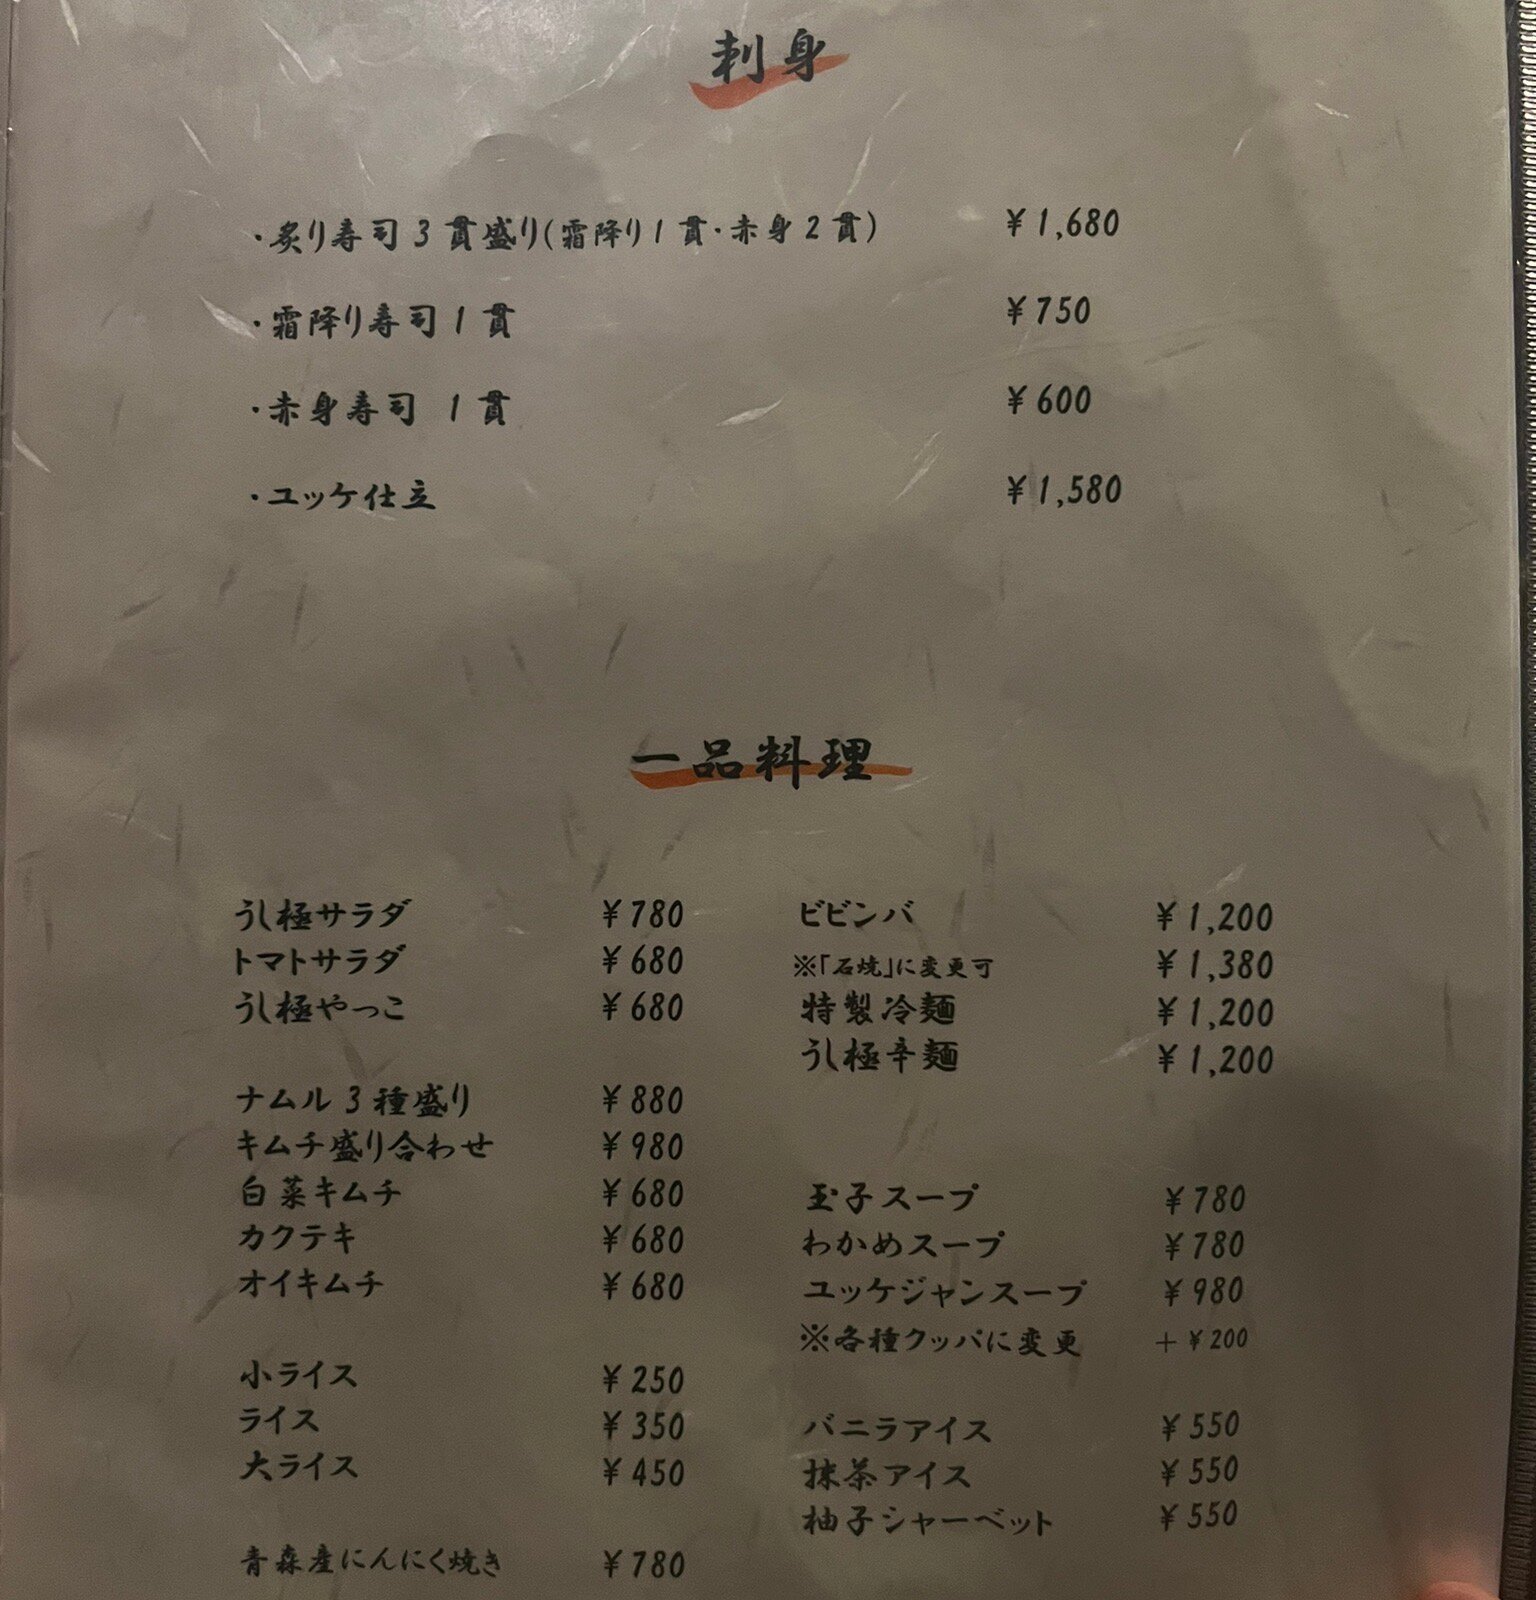 刺身
・炙り寿司3貫盛り(霜降り1貫・赤身2貫) ¥1,680
・霜降り寿司1貫 ¥750
・赤身寿司 1貫 ¥600
・ユッケ仕立 ¥1,580
一品料理
うし極サラダ ¥780
トマトサラダ ¥680
うし極やっこ ¥680
ナムル3種盛り ¥880
キムチ盛り合わせ ¥980
白菜キムチ ¥680
カクテキ ¥680
オイキムチ ¥680
小ライス ¥250
ライス ¥350
大ライス ¥450
青森産にんにく焼き ¥780
ビビンバ ¥1,200
※「石焼」に変更可 ¥1,380
特製冷麺 ¥1,200
うし極辛麺 ¥1,200
玉子スープ ¥780
わかめスープ ¥780
ユッケジャンスープ ¥980
※各種クッパに変更 +¥200
バニラアイス ¥550
抹茶アイス ¥550
柚子シャーベット ¥550